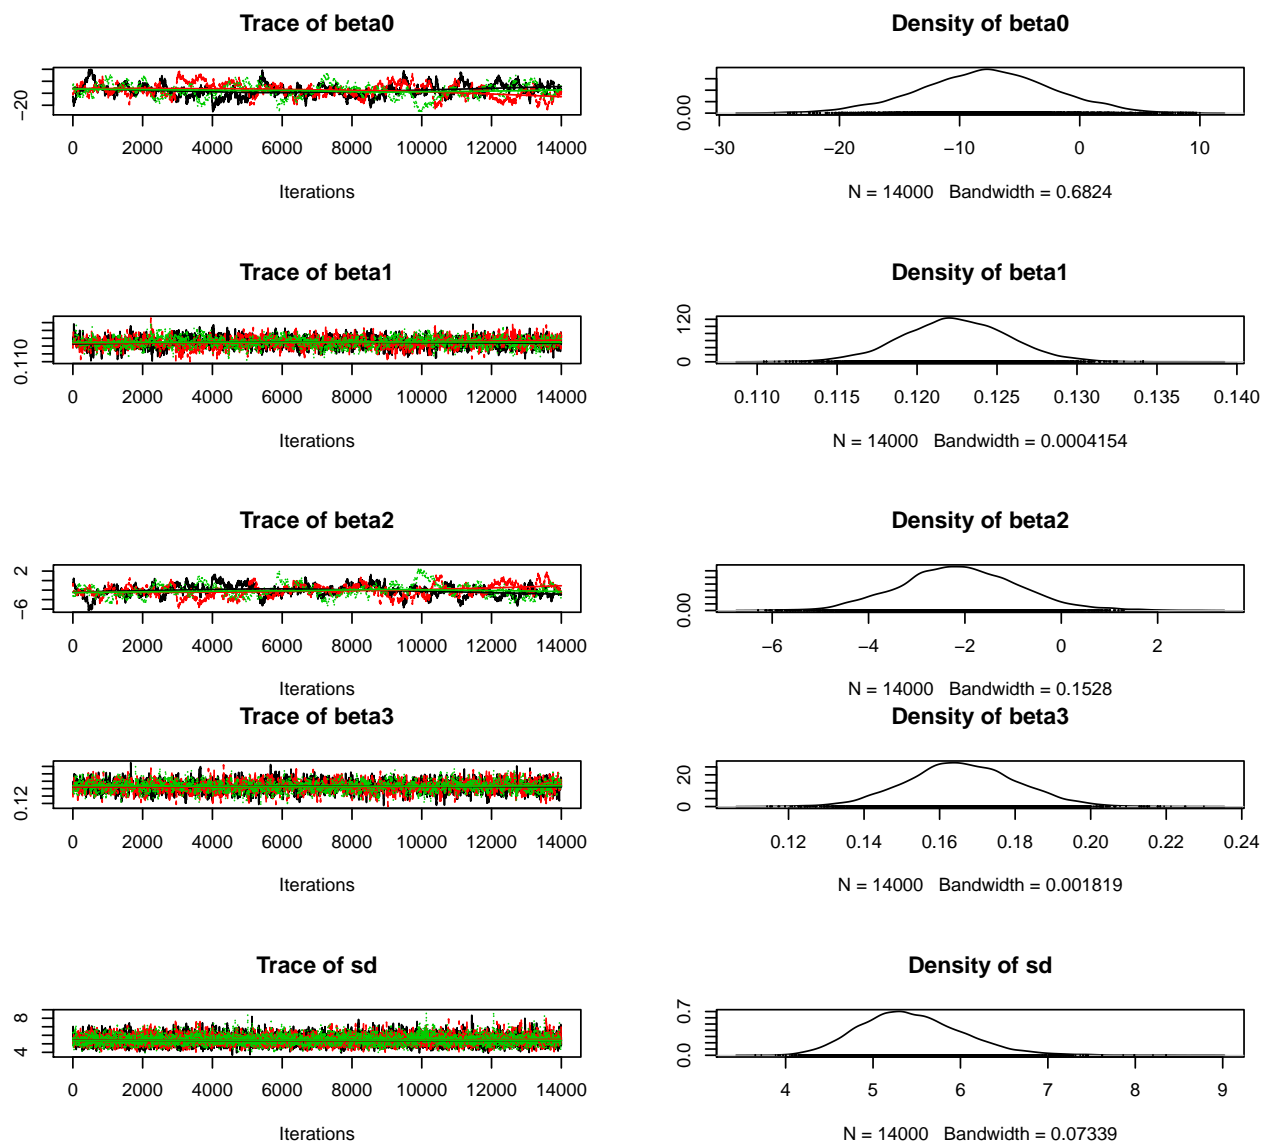 Trace of beta0
−20
0 2000 4000 6000 8000 10000 12000 14000
Iterations
Density of beta0
0.00
−30 −20 −10 0 10
N = 14000 Bandwidth = 0.6824
Trace of beta1
0.110
0 2000 4000 6000 8000 10000 12000 14000
Iterations
Density of beta1
0 120
0.110 0.115 0.120 0.125 0.130 0.135 0.140
N = 14000 Bandwidth = 0.0004154
Trace of beta2
−6 2
0 2000 4000 6000 8000 10000 12000 14000
Iterations
Density of beta2
0.00
−6 −4 −2 0 2
N = 14000 Bandwidth = 0.1528
Trace of beta3
0.12
0 2000 4000 6000 8000 10000 12000 14000
Iterations
Density of beta3
0 20
0.12 0.14 0.16 0.18 0.20 0.22 0.24
N = 14000 Bandwidth = 0.001819
Trace of sd
4 8
0 2000 4000 6000 8000 10000 12000 14000
Iterations
Density of sd
0.0 0.7
4 5 6 7 8 9
N = 14000 Bandwidth = 0.07339